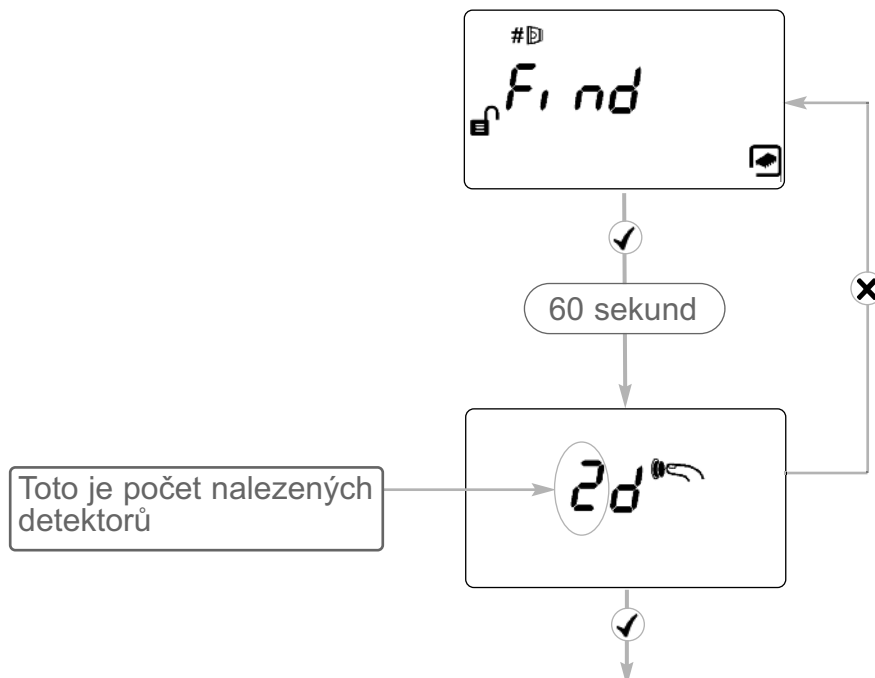 #
Find
60 sekund
2d
Toto je počet nalezených
detektorů